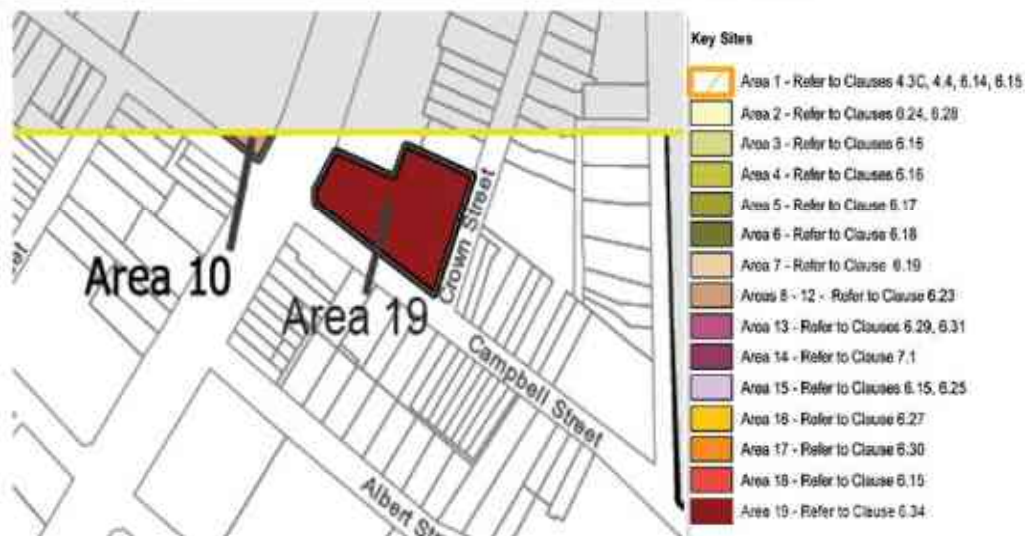 Area 10
Area 19
Crown Street
Campbell Street
Albert St
eet
Key Sites
Area 1 - Refer to Clauses 4.3C, 4.4, 6.14, 6.15
Area 2 - Refer to Clauses 6.24, 6.28
Area 3 - Refer to Clauses 6.16
Area 4 - Refer to Clauses 6.16
Area 5 - Refer to Clause 6.17
Area 6 - Refer to Clause 6.18
Area 7 - Refer to Clause 6.19
Areas 8 - 12 - Refer to Clause 6.23
Area 13 - Refer to Clauses 6.29, 6.31
Area 14 - Refer to Clause 7.1
Area 15 - Refer to Clauses 6.15, 6.25
Area 16 - Refer to Clause 6.27
Area 17 - Refer to Clause 6.30
Area 18 - Refer to Clause 6.15
Area 19 - Refer to Clause 6.34